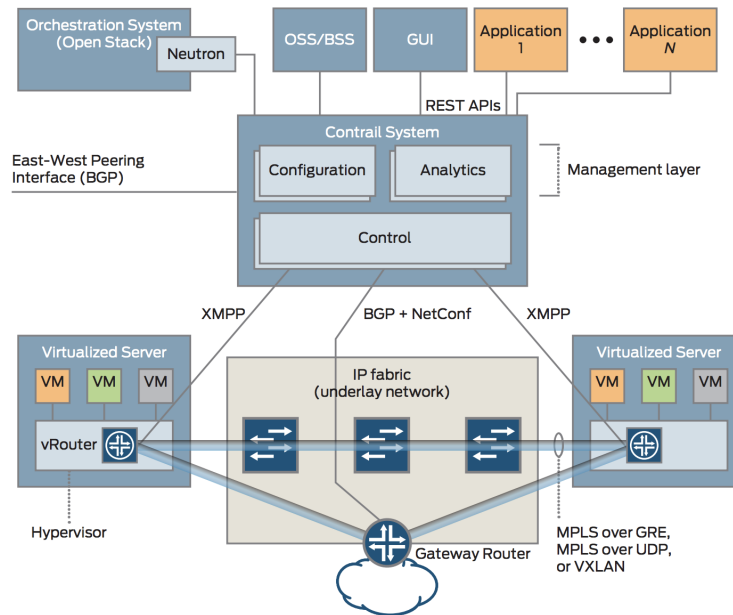 Orchestration System
(Open Stack)
Neutron
OSS/BSS
GUI
Application
1
Application
N
REST APIs
Contrail System
East-West Peering
Interface (BGP)
Configuration
Analytics
Management layer
Control
XMPP
BGP + NetConf
XMPP
Virtualized Server
VM
VM
VM
vRouter
IP fabric
(underlay network)
Virtualized Server
VM
VM
VM
Hypervisor
Gateway Router
MPLS over GRE,
MPLS over UDP,
or VXLAN